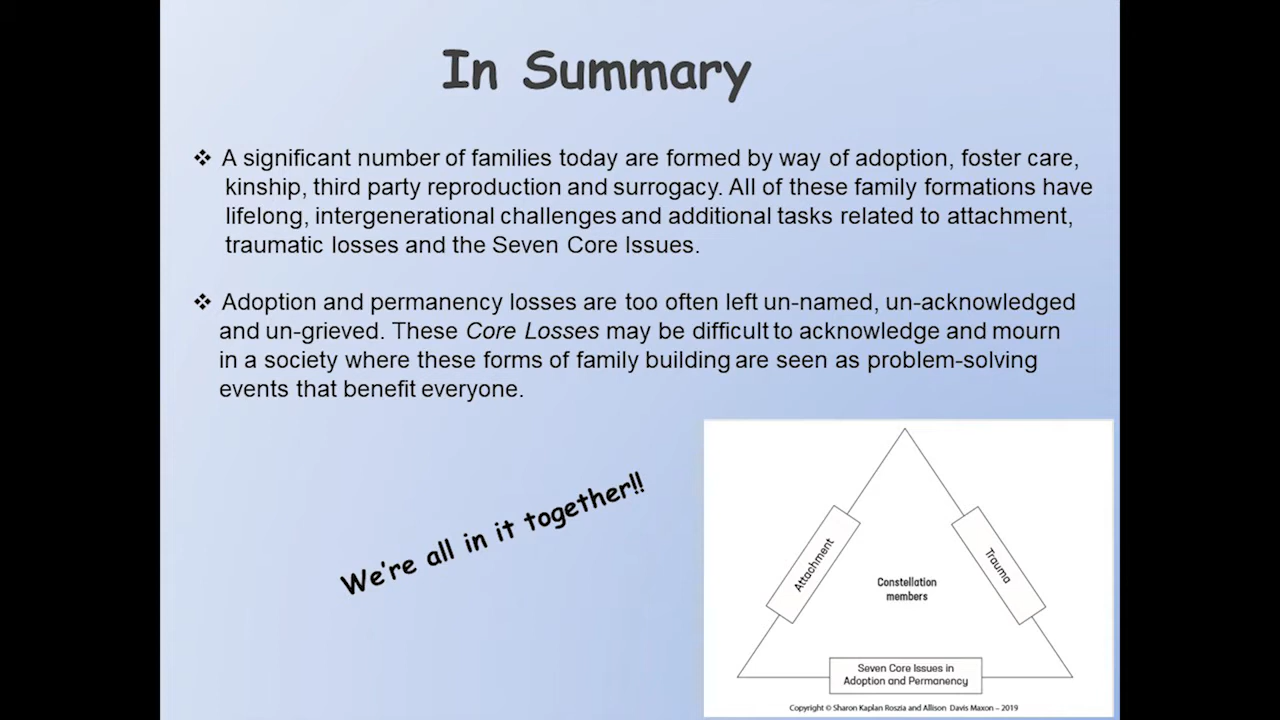 In Summary
❖ A significant number of families today are formed by way of adoption, foster care,
kinship, third party reproduction and surrogacy. All of these family formations have
lifelong, intergenerational challenges and additional tasks related to attachment,
traumatic losses and the Seven Core Issues.
❖ Adoption and permanency losses are too often left un-named, un-acknowledged
and un-grieved. These Core Losses may be difficult to acknowledge and mourn
in a society where these forms of family building are seen as problem-solving
events that benefit everyone.
We're all in it together!!
Attachment
Trauma
Constellation
members
Seven Core Issues in
Adoption and Permanency
Copyright © Sharon Kaplan Roszia and Allison Davis Maxon – 2019